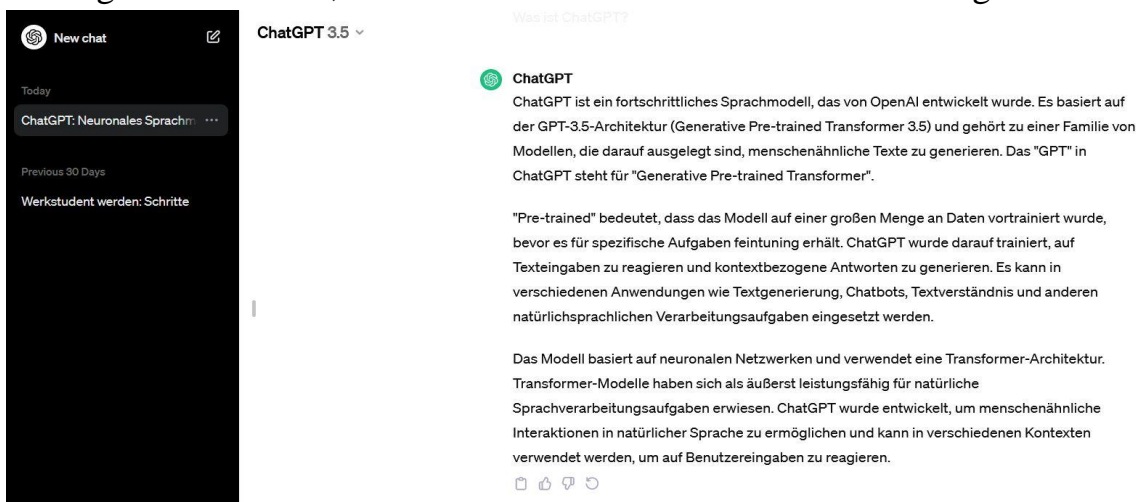 New chat
Today
ChatGPT: Neuronales Sprachm
Previous 30 Days
Werkstudent werden: Schritte
ChatGPT 3.5
Was ist ChatGPT?
ChatGPT
ChatGPT ist ein fortschrittliches Sprachmodell, das von OpenAI entwickelt wurde. Es basiert auf
der GPT-3.5-Architektur (Generative Pre-trained Transformer 3.5) und gehört zu einer Familie von
Modellen, die darauf ausgelegt sind, menschenähnliche Texte zu generieren. Das "GPT" in
ChatGPT steht für "Generative Pre-trained Transformer".
"Pre-trained" bedeutet, dass das Modell auf einer großen Menge an Daten vortrainiert wurde,
bevor es für spezifische Aufgaben feintuning erhält. ChatGPT wurde darauf trainiert, auf
Texteingaben zu reagieren und kontextbezogene Antworten zu generieren. Es kann in
verschiedenen Anwendungen wie Textgenerierung, Chatbots, Textverständnis und anderen
natürlichsprachlichen Verarbeitungsaufgaben eingesetzt werden.
Das Modell basiert auf neuronalen Netzwerken und verwendet eine Transformer-Architektur.
Transformer-Modelle haben sich als äußerst leistungsfähig für natürliche
Sprachverarbeitungsaufgaben erwiesen. ChatGPT wurde entwickelt, um menschenähnliche
Interaktionen in natürlicher Sprache zu ermöglichen und kann in verschiedenen Kontexten
verwendet werden, um auf Benutzereingaben zu reagieren.